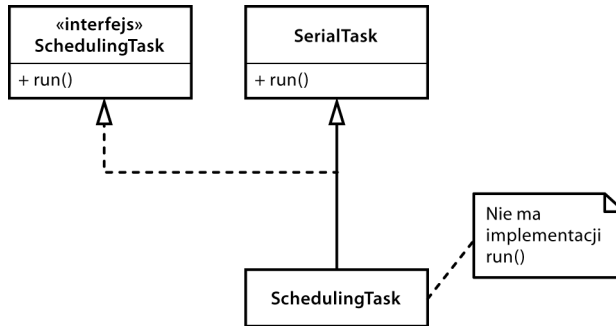 «interfejs»
SchedulingTask
+ run()
SerialTask
+ run()
Nie ma
implementacji
run()
SchedulingTask